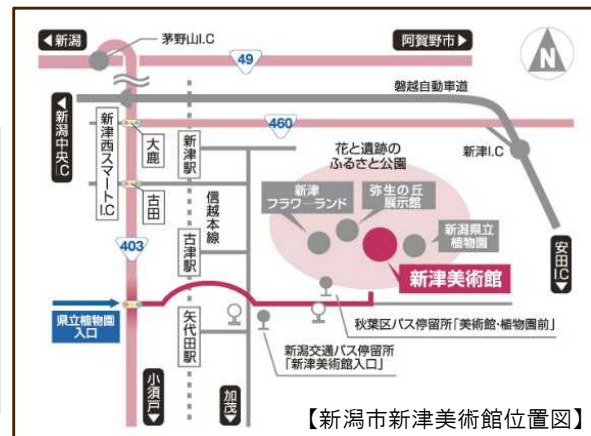 ◀新潟
茅野山I.C
阿賀野市▶
49
N
磐越自動車道
◀新潟中央I.C
新津西スマートI.C
大鹿
460
新津駅
花と遺跡の
ふるさと公園
新津I.C
古田
信越本線
新津
フラワーランド
弥生の丘
展示館
新潟県立
植物園
403
古津駅
新津美術館
安田I.C▶
県立植物園
入口
矢代田駅
秋葉区バス停留所「美術館・植物園前」
新潟交通バス停留所
「新津美術館入口」
小須戸▶
加茂▶
【新潟市新津美術館位置図】